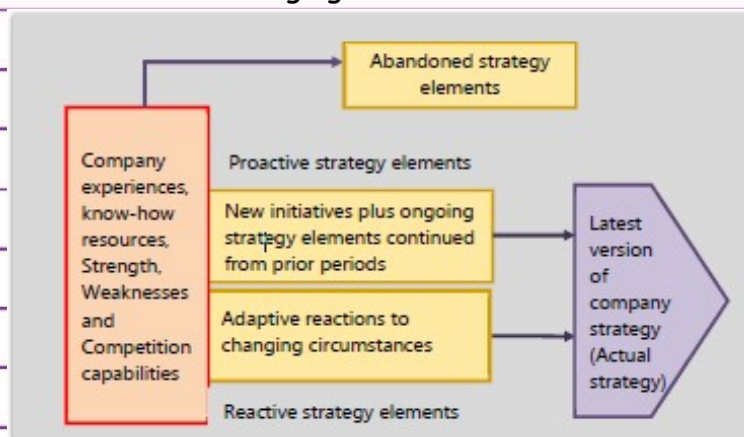 Abandoned strategy
elements
Company
experiences,
know-how
resources,
Strength,
Weaknesses
and
Competition
capabilities
Proactive strategy elements
New initiatives plus ongoing
strategy elements continued
from prior periods
Adaptive reactions to
changing circumstances
Reactive strategy elements
Latest
version
of
company
strategy
(Actual
strategy)